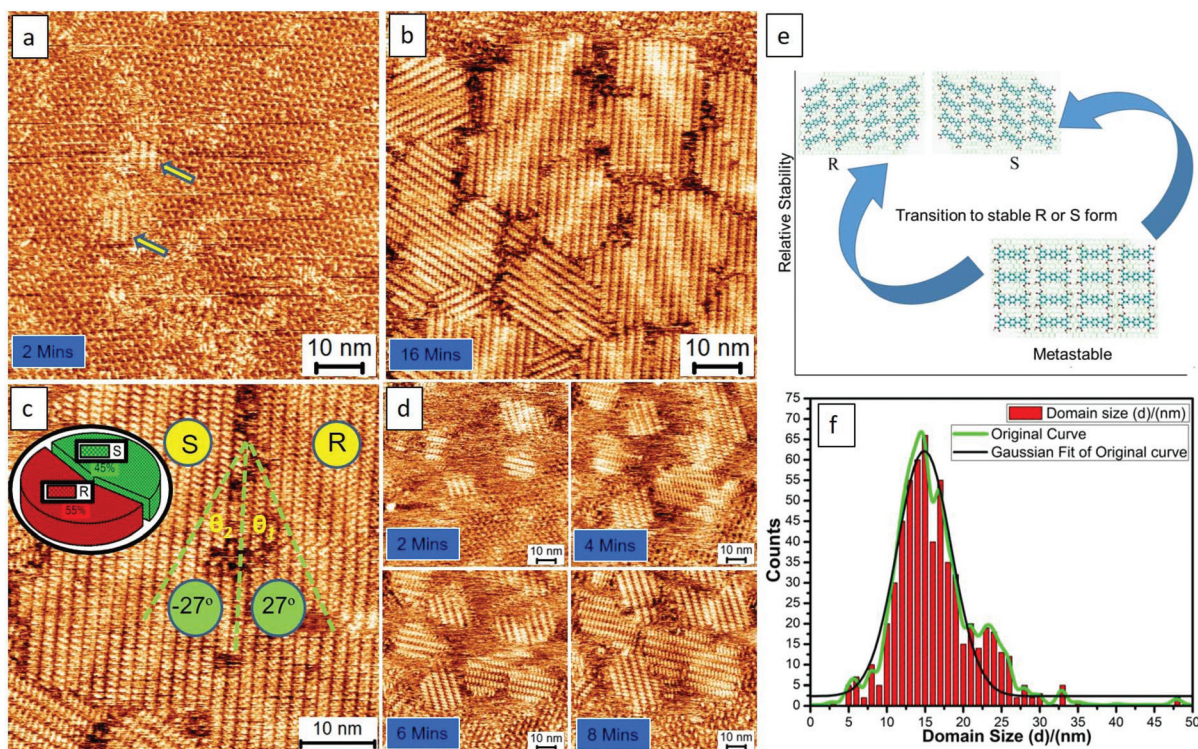 a
2 Mins
10 nm
b
16 Mins
10 nm
c
S
R
S
45%
R
55%
θ2
θ1
-27°
27°
10 nm
d
2 Mins
10 nm
4 Mins
10 nm
6 Mins
10 nm
8 Mins
10 nm
e
Relative Stability
R
S
Transition to stable R or S form
Metastable
f
Domain size (d)/(nm)
Original Curve
Gaussian Fit of Original curve
Counts
75
70
65
60
55
50
45
40
35
30
25
20
15
10
5
0
0 5 10 15 20 25 30 35 40 45 50
Domain Size (d)/(nm)